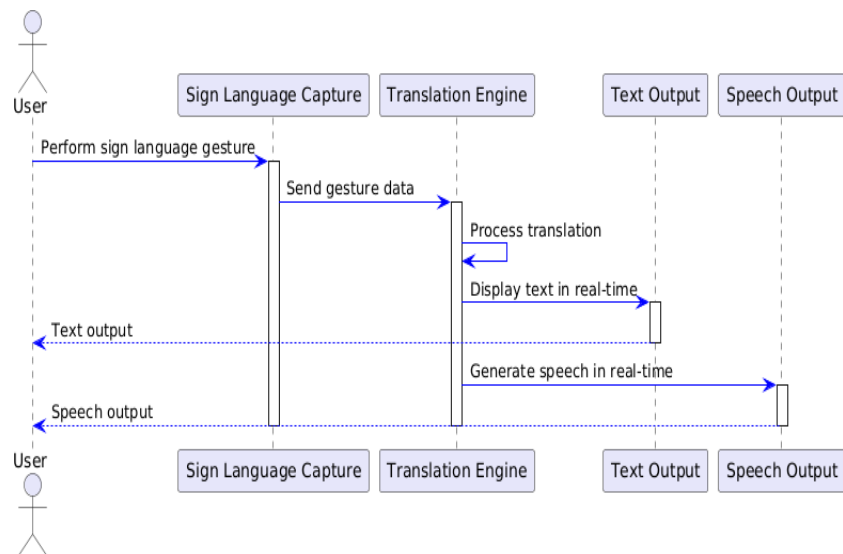 User
Sign Language Capture
Translation Engine
Text Output
Speech Output
Perform sign language gesture
Send gesture data
Process translation
Display text in real-time
Text output
Generate speech in real-time
Speech output
User
Sign Language Capture
Translation Engine
Text Output
Speech Output